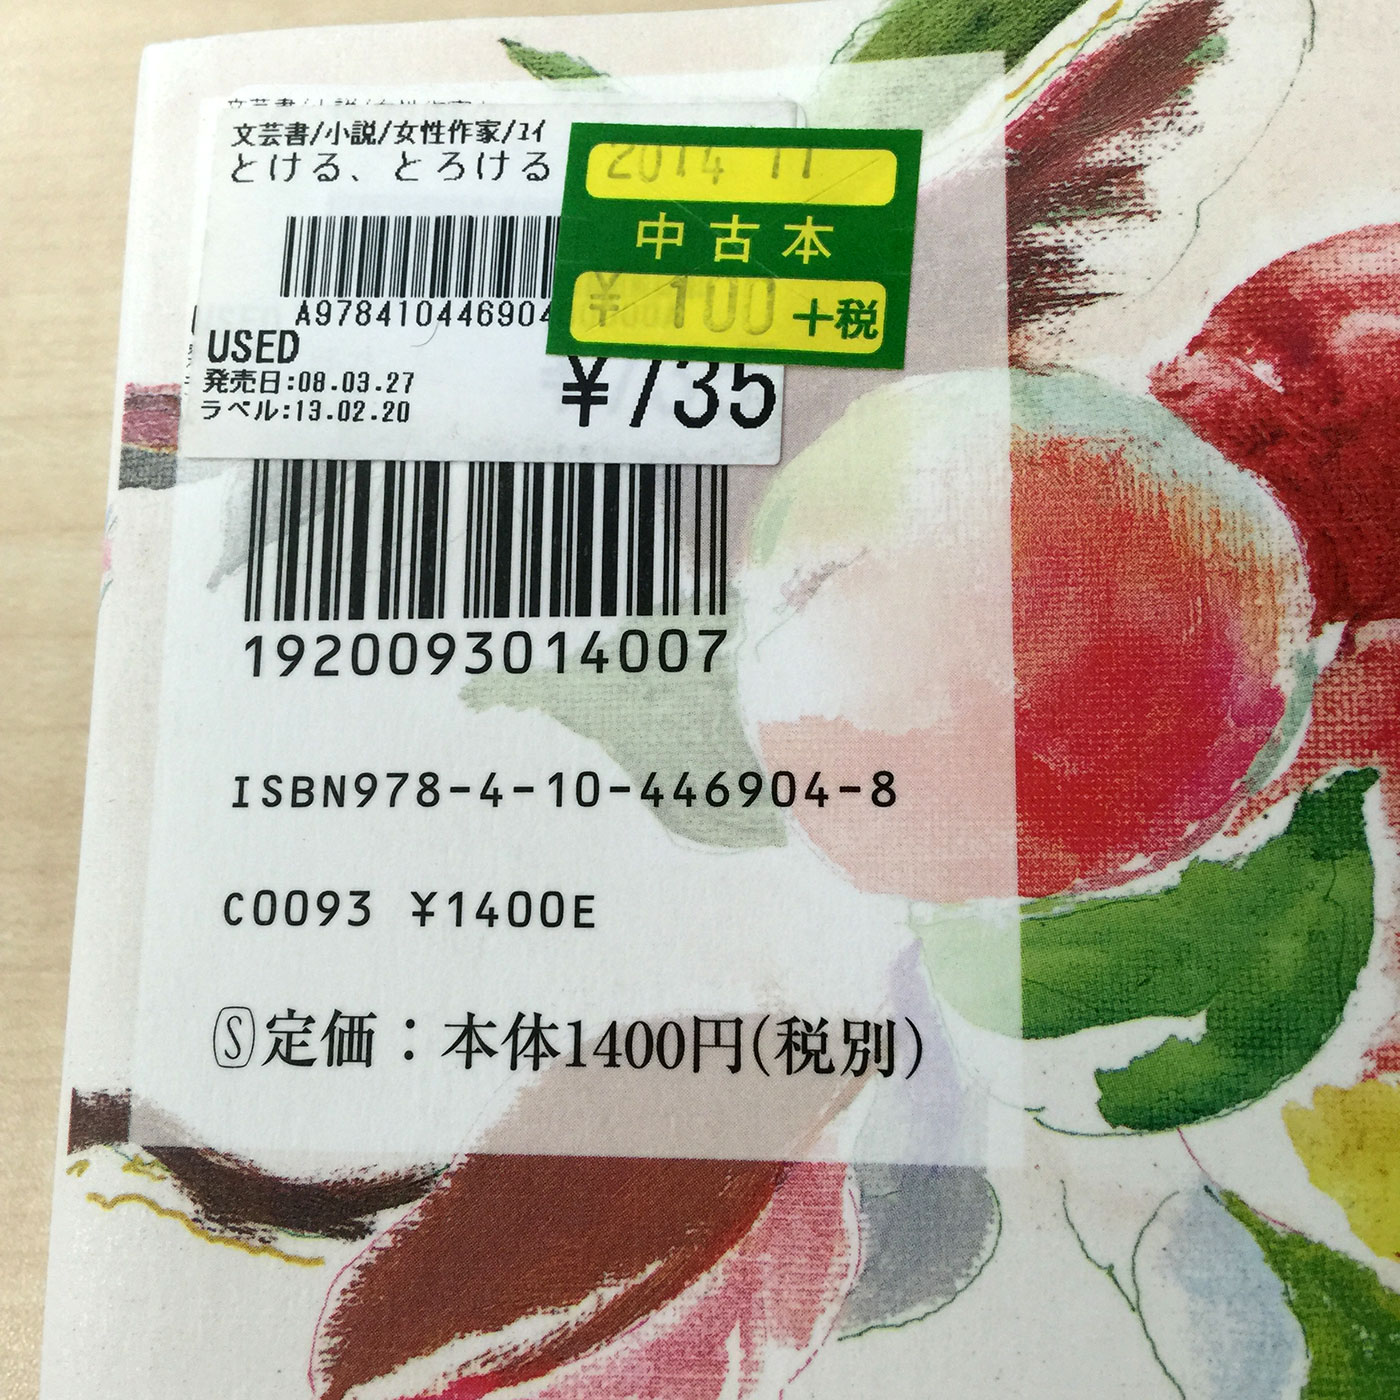 文芸書/小説/女性作家/ﾕｲ
とける、とろける
2014 11
中古本
¥ 100 +税
A978410446904
USED
発売日:08.03.27
ラベル:13.02.20
¥735
1920093014007
ISBN978-4-10-446904-8
C0093 ¥1400E
Ⓢ定価：本体1400円(税別)